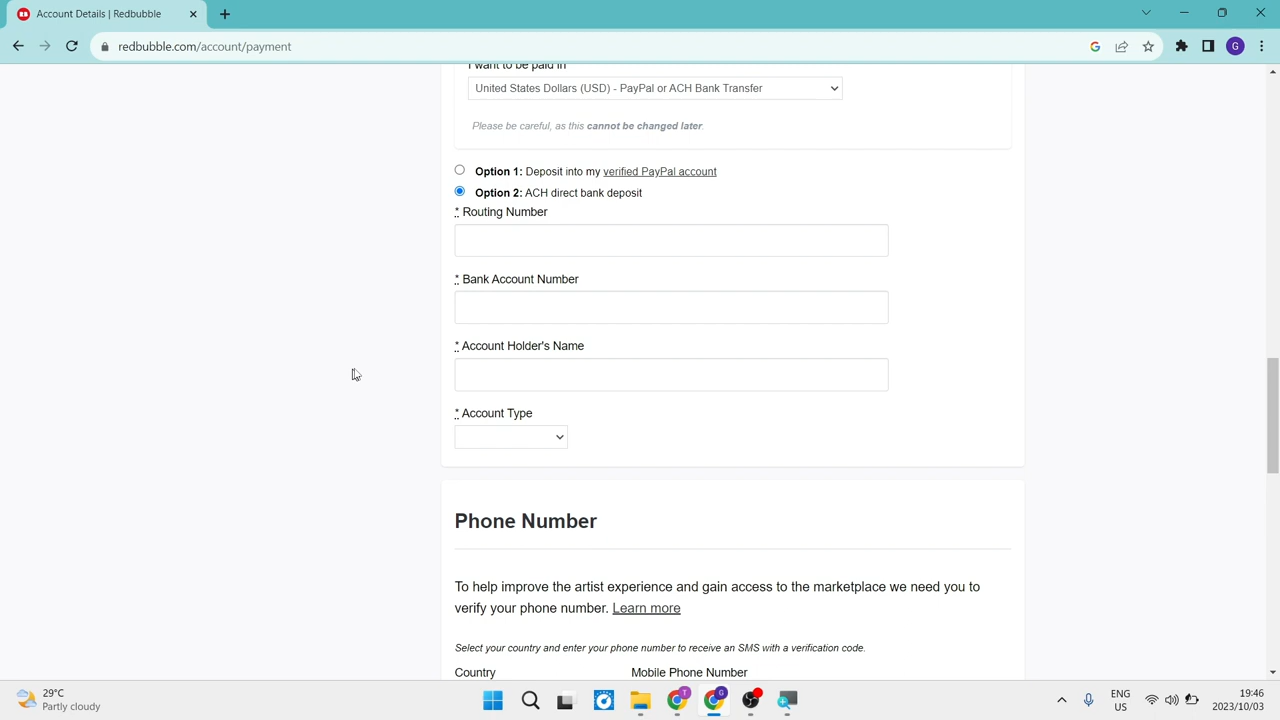 Account Details | Redbubble
redbubble.com/account/payment
G
I want to be paid in
United States Dollars (USD) - PayPal or ACH Bank Transfer
Please be careful, as this cannot be changed later.
Option 1: Deposit into my verified PayPal account
Option 2: ACH direct bank deposit
* Routing Number
* Bank Account Number
* Account Holder's Name
* Account Type
Phone Number
To help improve the artist experience and gain access to the marketplace we need you to
verify your phone number. Learn more
Select your country and enter your phone number to receive an SMS with a verification code.
Country Mobile Phone Number
29°C
Partly cloudy
T
G
ENG
US
19:46
2023/10/03